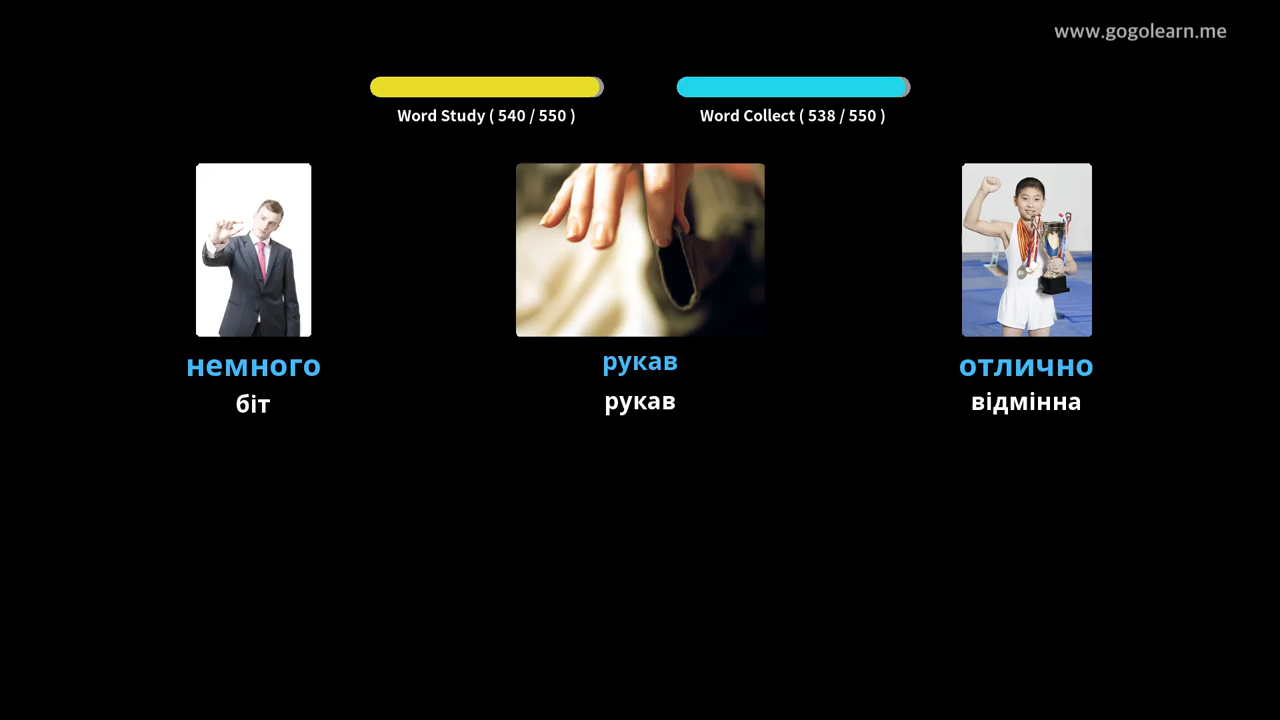 www.gogolearn.me
Word Study ( 540 / 550 )
Word Collect ( 538 / 550 )
немного
біт
рукав
рукав
отлично
відмінна